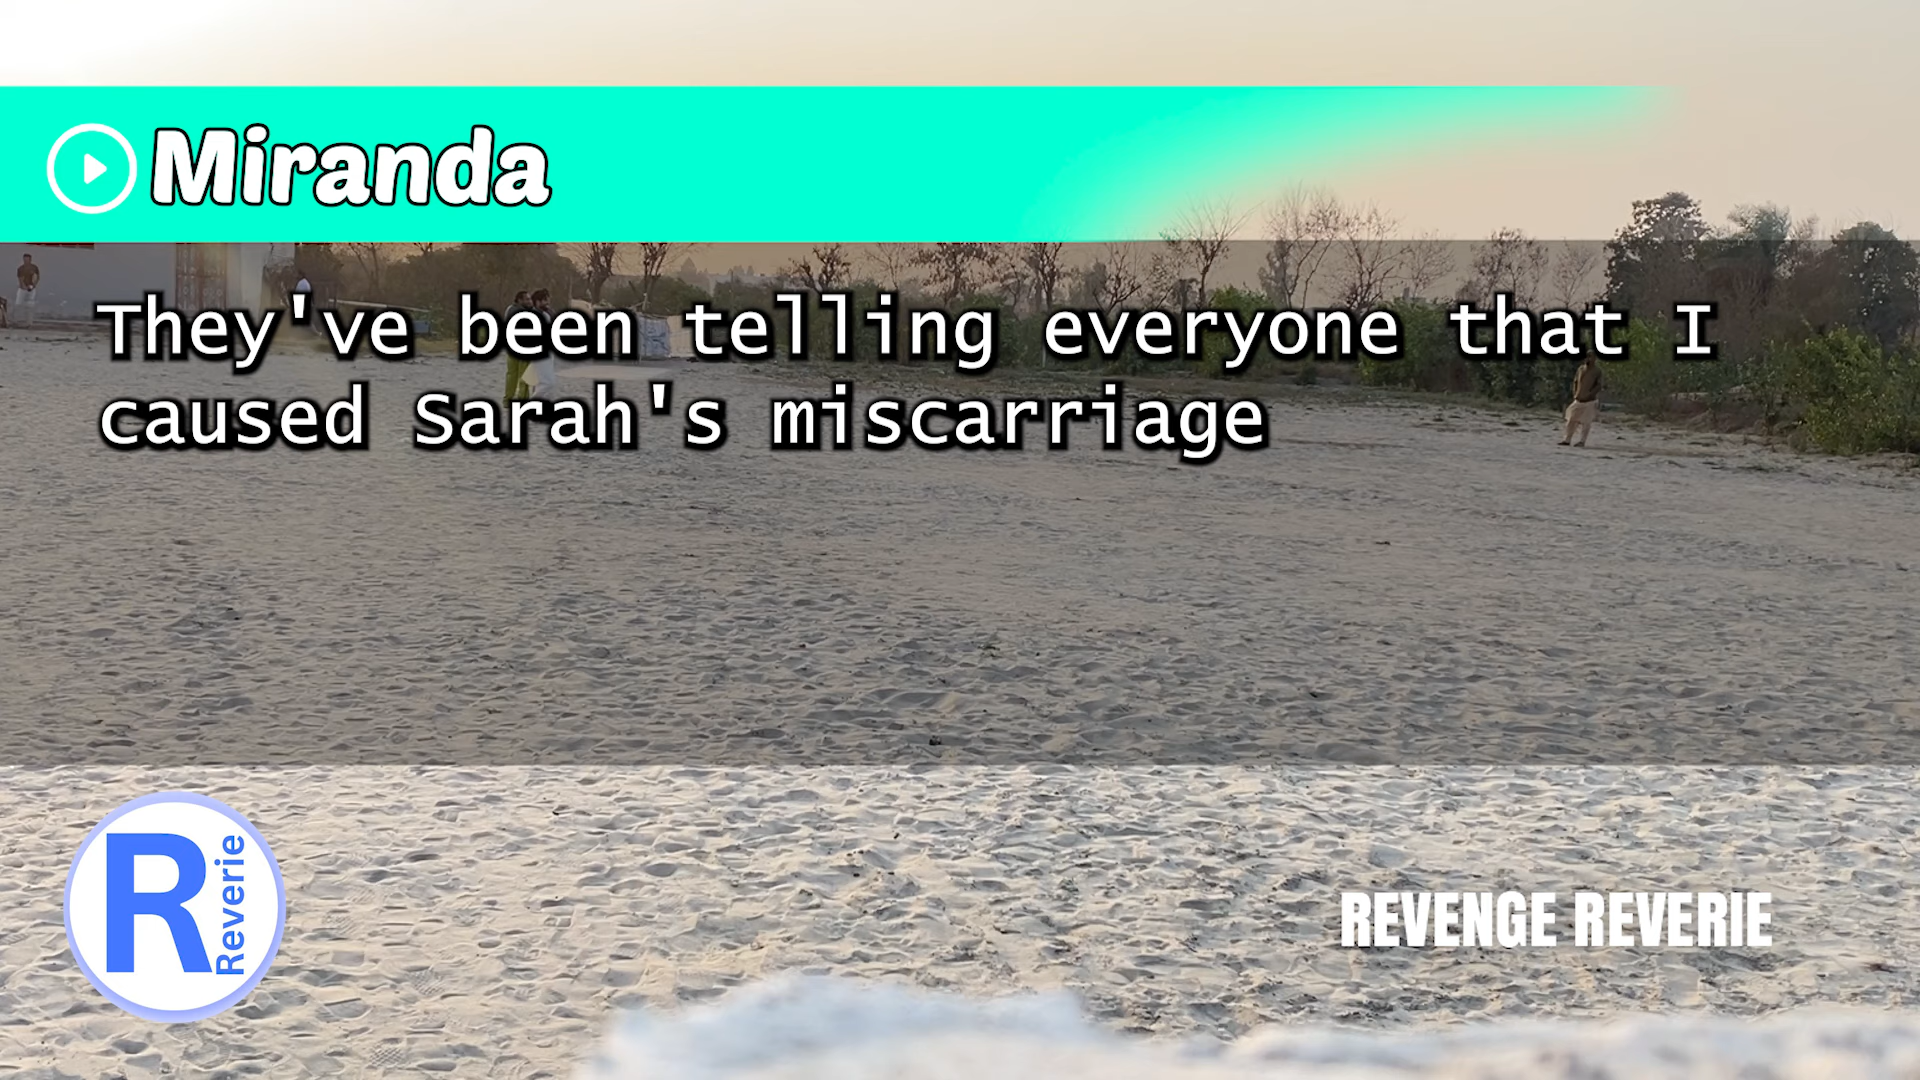 Miranda
They've been telling everyone that I
caused Sarah's miscarriage
R Reverie
REVENGE REVERIE